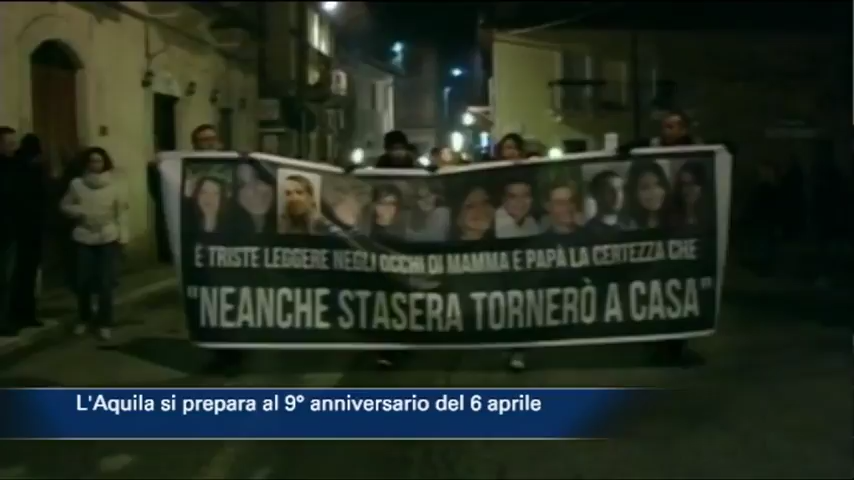 È TRISTE LEGGERE NEGLI OCCHI DI MAMMA E PAPÀ LA CERTEZZA CHE
"NEANCHE STASERA TORNERÒ A CASA"
L'Aquila si prepara al 9° anniversario del 6 aprile